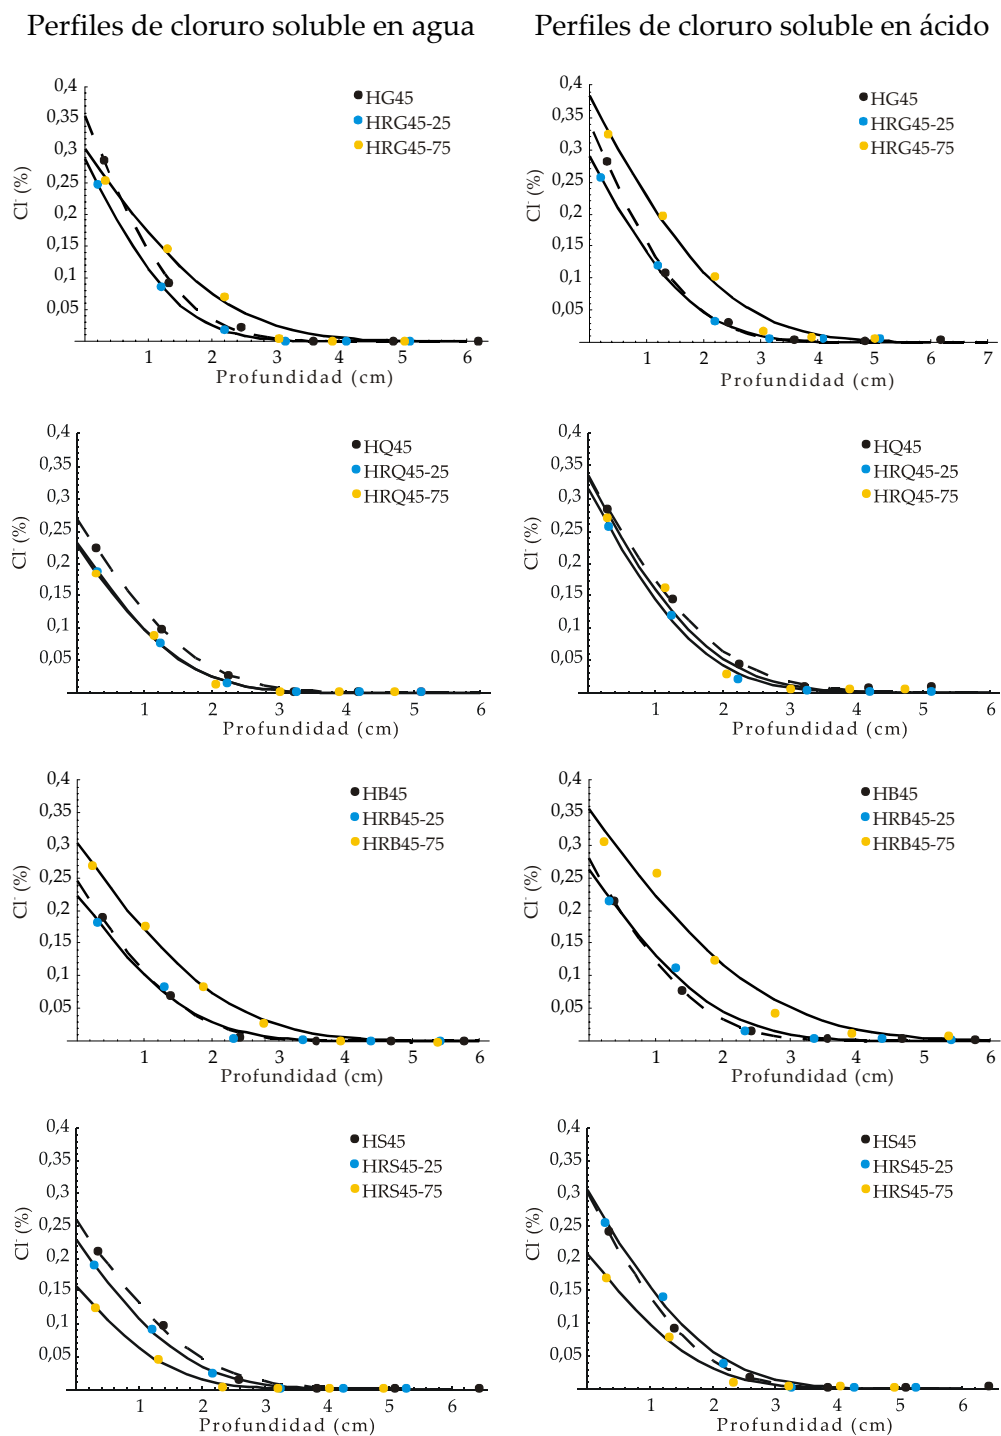 Perfiles de cloruro soluble en agua
Perfiles de cloruro soluble en ácido
0,4
0,35
0,3
0,25
0,2
0,15
0,1
0,05
Cl⁻ (%)
HG45
HRG45-25
HRG45-75
1 2 3 4 5 6
Profundidad (cm)
0,4
0,35
0,3
0,25
0,2
0,15
0,1
0,05
Cl⁻ (%)
HG45
HRG45-25
HRG45-75
1 2 3 4 5 6 7
Profundidad (cm)
0,4
0,35
0,3
0,25
0,2
0,15
0,1
0,05
Cl⁻ (%)
HQ45
HRQ45-25
HRQ45-75
1 2 3 4 5 6
Profundidad (cm)
0,4
0,35
0,3
0,25
0,2
0,15
0,1
0,05
Cl⁻ (%)
HQ45
HRQ45-25
HRQ45-75
1 2 3 4 5 6
Profundidad (cm)
0,4
0,35
0,3
0,25
0,2
0,15
0,1
0,05
Cl⁻ (%)
HB45
HRB45-25
HRB45-75
1 2 3 4 5 6
Profundidad (cm)
0,4
0,35
0,3
0,25
0,2
0,15
0,1
0,05
Cl⁻ (%)
HB45
HRB45-25
HRB45-75
1 2 3 4 5 6
Profundidad (cm)
0,4
0,35
0,3
0,25
0,2
0,15
0,1
0,05
Cl⁻ (%)
HS45
HRS45-25
HRS45-75
1 2 3 4 5 6
Profundidad (cm)
0,4
0,35
0,3
0,25
0,2
0,15
0,1
0,05
Cl⁻ (%)
HS45
HRS45-25
HRS45-75
1 2 3 4 5 6
Profundidad (cm)